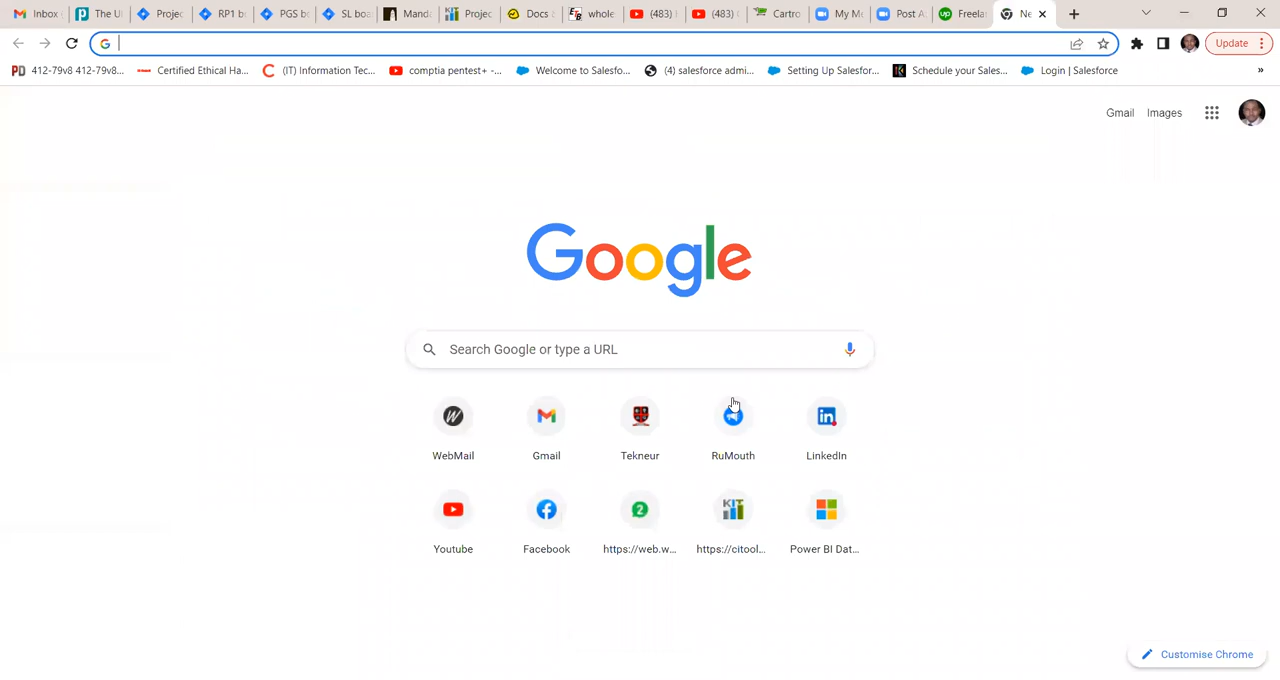 Inbox The U Projec RP1 b PGS b SL boa Manda Projec Docs whole (483) (483) Cartro My M Post A Freela Ne
Update
412-79v8 412-79v8... Certified Ethical Ha... (IT) Information Tec... comptia pentest+ -... Welcome to Salesfo... (4) salesforce admi... Setting Up Salesfor... Schedule your Sales... Login | Salesforce »
Gmail Images
Google
Search Google or type a URL
WebMail Gmail Tekneur RuMouth LinkedIn
Youtube Facebook https://web.w... https://citool... Power BI Dat...
Customise Chrome